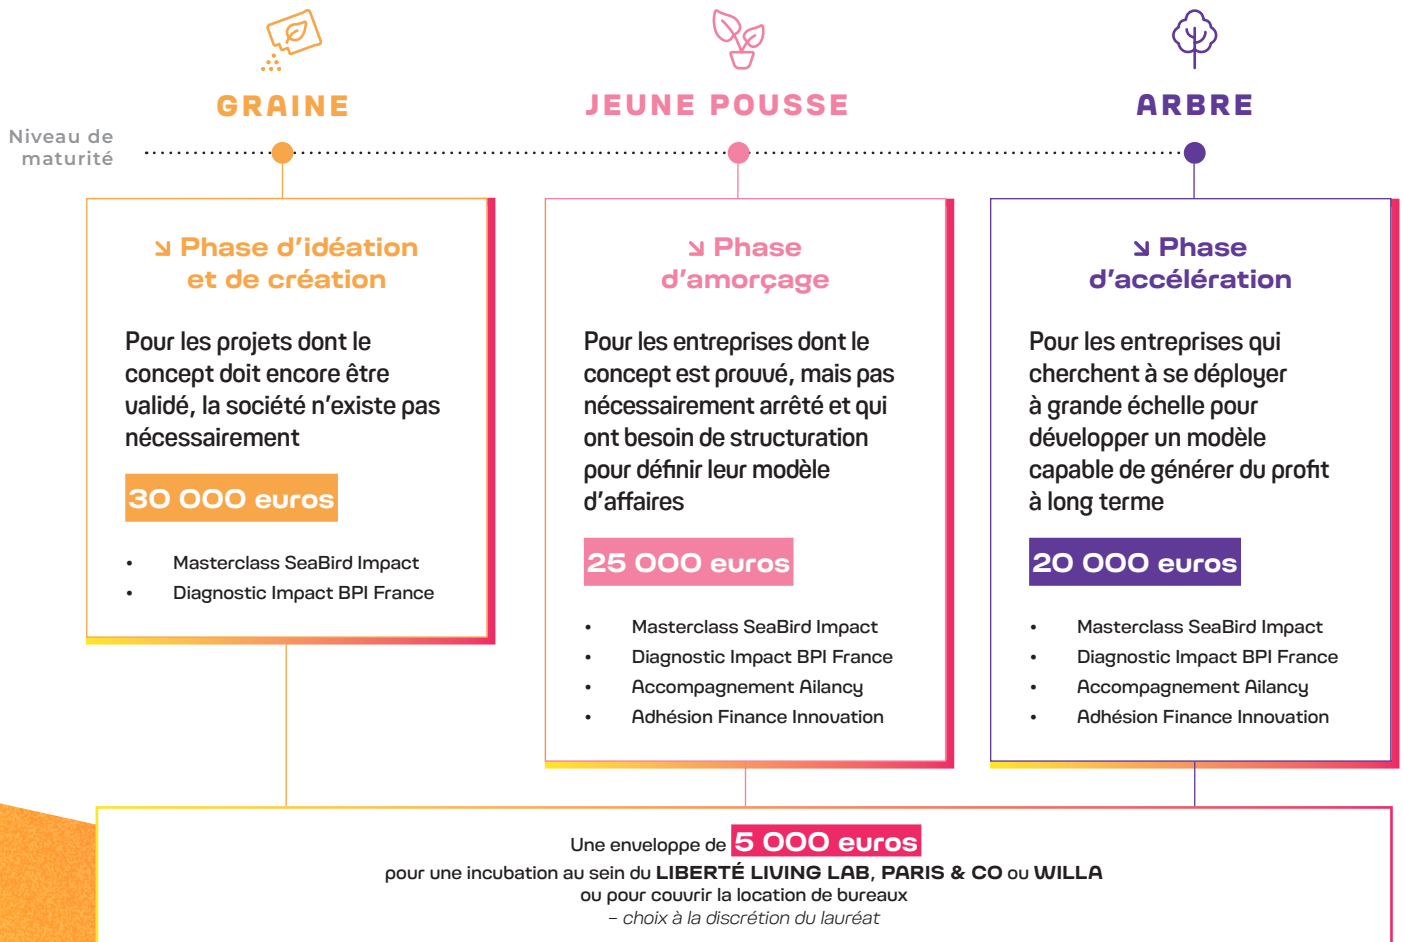 GRAINE
JEUNE POUSSE
ARBRE
Niveau de
maturité
↘ Phase d'idéation
et de création
Pour les projets dont le
concept doit encore être
validé, la société n'existe pas
nécessairement
30 000 euros
• Masterclass SeaBird Impact
• Diagnostic Impact BPI France
↘ Phase
d'amorçage
Pour les entreprises dont le
concept est prouvé, mais pas
nécessairement arrêté et qui
ont besoin de structuration
pour définir leur modèle
d'affaires
25 000 euros
• Masterclass SeaBird Impact
• Diagnostic Impact BPI France
• Accompagnement Ailancy
• Adhésion Finance Innovation
↘ Phase
d'accélération
Pour les entreprises qui
cherchent à se déployer
à grande échelle pour
développer un modèle
capable de générer du profit
à long terme
20 000 euros
• Masterclass SeaBird Impact
• Diagnostic Impact BPI France
• Accompagnement Ailancy
• Adhésion Finance Innovation
Une enveloppe de 5 000 euros
pour une incubation au sein du LIBERTÉ LIVING LAB, PARIS & CO ou WILLA
ou pour couvrir la location de bureaux
– choix à la discrétion du lauréat